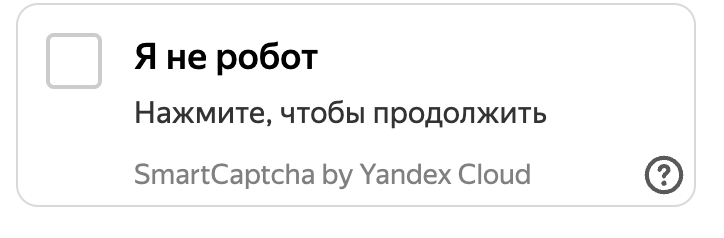 Я не робот
Нажмите, чтобы продолжить
SmartCaptcha by Yandex Cloud
?